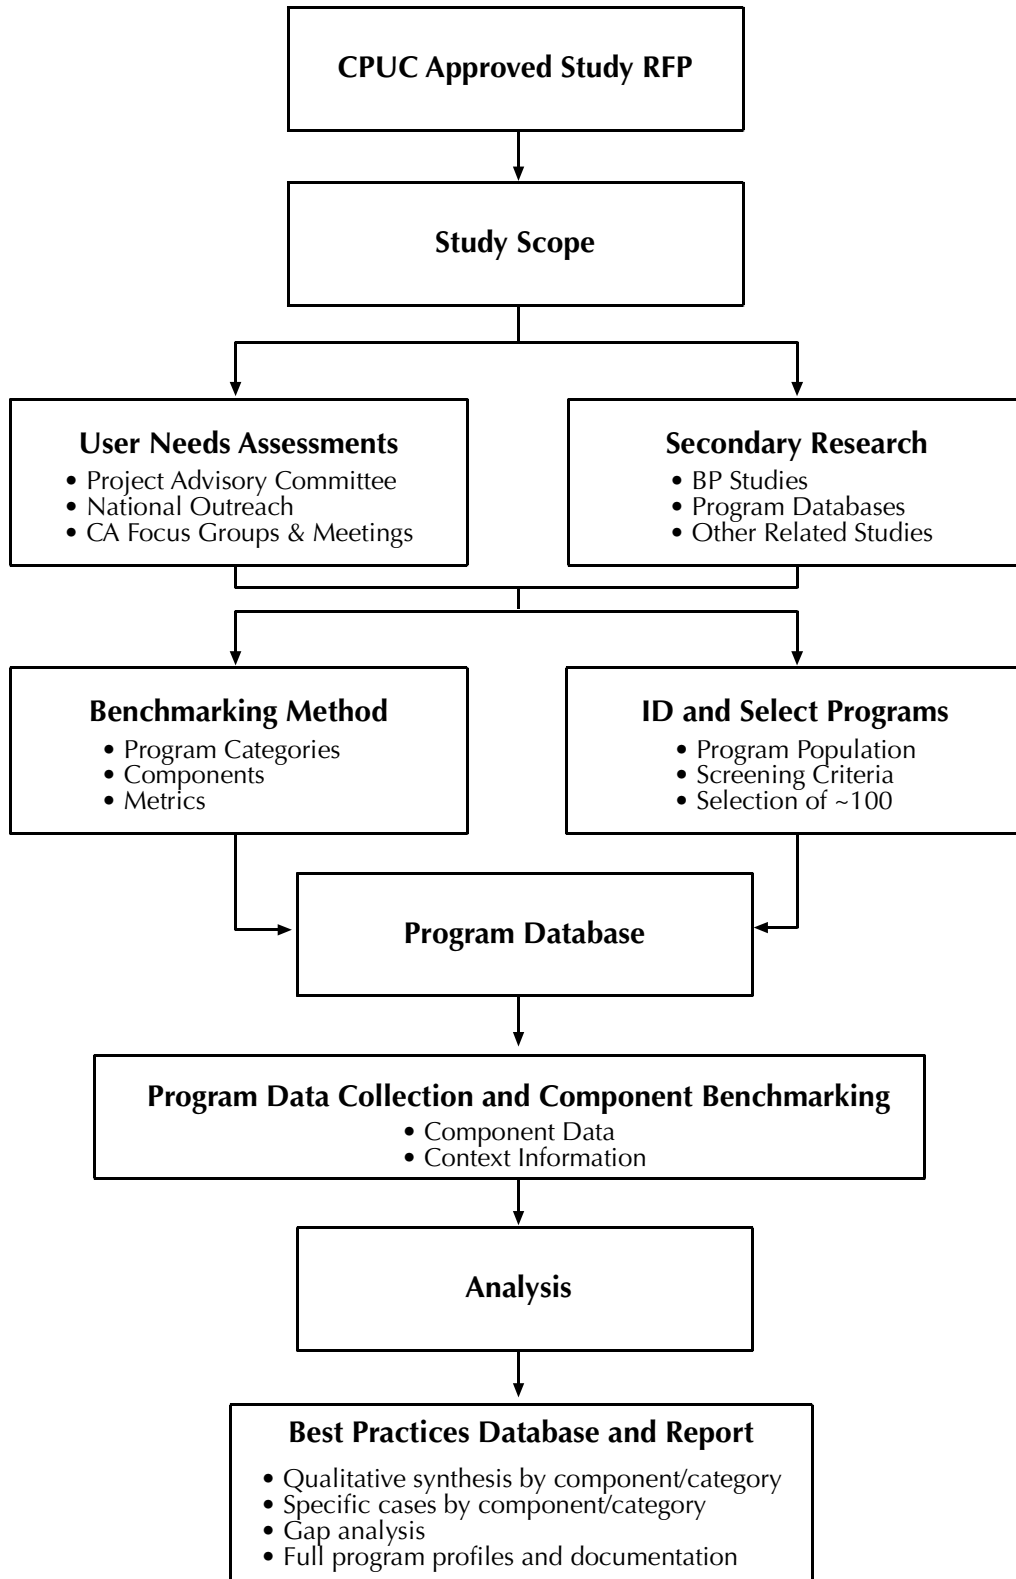 CPUC Approved Study RFP
Study Scope
User Needs Assessments
• Project Advisory Committee
• National Outreach
• CA Focus Groups & Meetings
Secondary Research
• BP Studies
• Program Databases
• Other Related Studies
Benchmarking Method
• Program Categories
• Components
• Metrics
ID and Select Programs
• Program Population
• Screening Criteria
• Selection of ~100
Program Database
Program Data Collection and Component Benchmarking
• Component Data
• Context Information
Analysis
Best Practices Database and Report
• Qualitative synthesis by component/category
• Specific cases by component/category
• Gap analysis
• Full program profiles and documentation